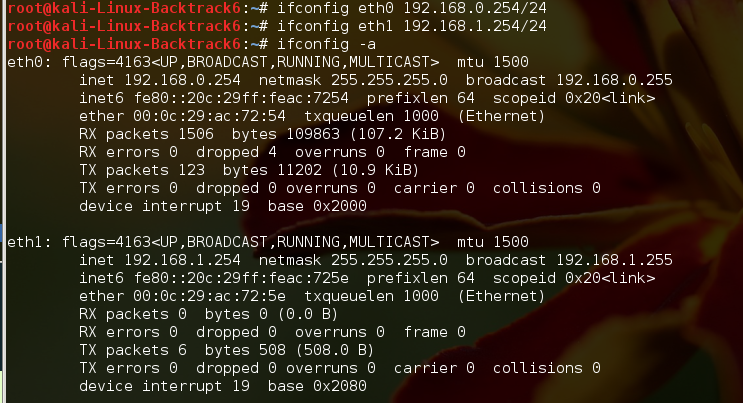 root@kali-Linux-Backtrack6:~# ifconfig eth0 192.168.0.254/24
root@kali-Linux-Backtrack6:~# ifconfig eth1 192.168.1.254/24
root@kali-Linux-Backtrack6:~# ifconfig -a
eth0: flags=4163<UP,BROADCAST,RUNNING,MULTICAST>  mtu 1500
        inet 192.168.0.254  netmask 255.255.255.0  broadcast 192.168.0.255
        inet6 fe80::20c:29ff:feac:7254  prefixlen 64  scopeid 0x20<link>
        ether 00:0c:29:ac:72:54  txqueuelen 1000  (Ethernet)
        RX packets 1506  bytes 109863 (107.2 KiB)
        RX errors 0  dropped 4  overruns 0  frame 0
        TX packets 123  bytes 11202 (10.9 KiB)
        TX errors 0  dropped 0 overruns 0  carrier 0  collisions 0
        device interrupt 19  base 0x2000

eth1: flags=4163<UP,BROADCAST,RUNNING,MULTICAST>  mtu 1500
        inet 192.168.1.254  netmask 255.255.255.0  broadcast 192.168.1.255
        inet6 fe80::20c:29ff:feac:725e  prefixlen 64  scopeid 0x20<link>
        ether 00:0c:29:ac:72:5e  txqueuelen 1000  (Ethernet)
        RX packets 0  bytes 0 (0.0 B)
        RX errors 0  dropped 0  overruns 0  frame 0
        TX packets 6  bytes 508 (508.0 B)
        TX errors 0  dropped 0 overruns 0  carrier 0  collisions 0
        device interrupt 19  base 0x2080